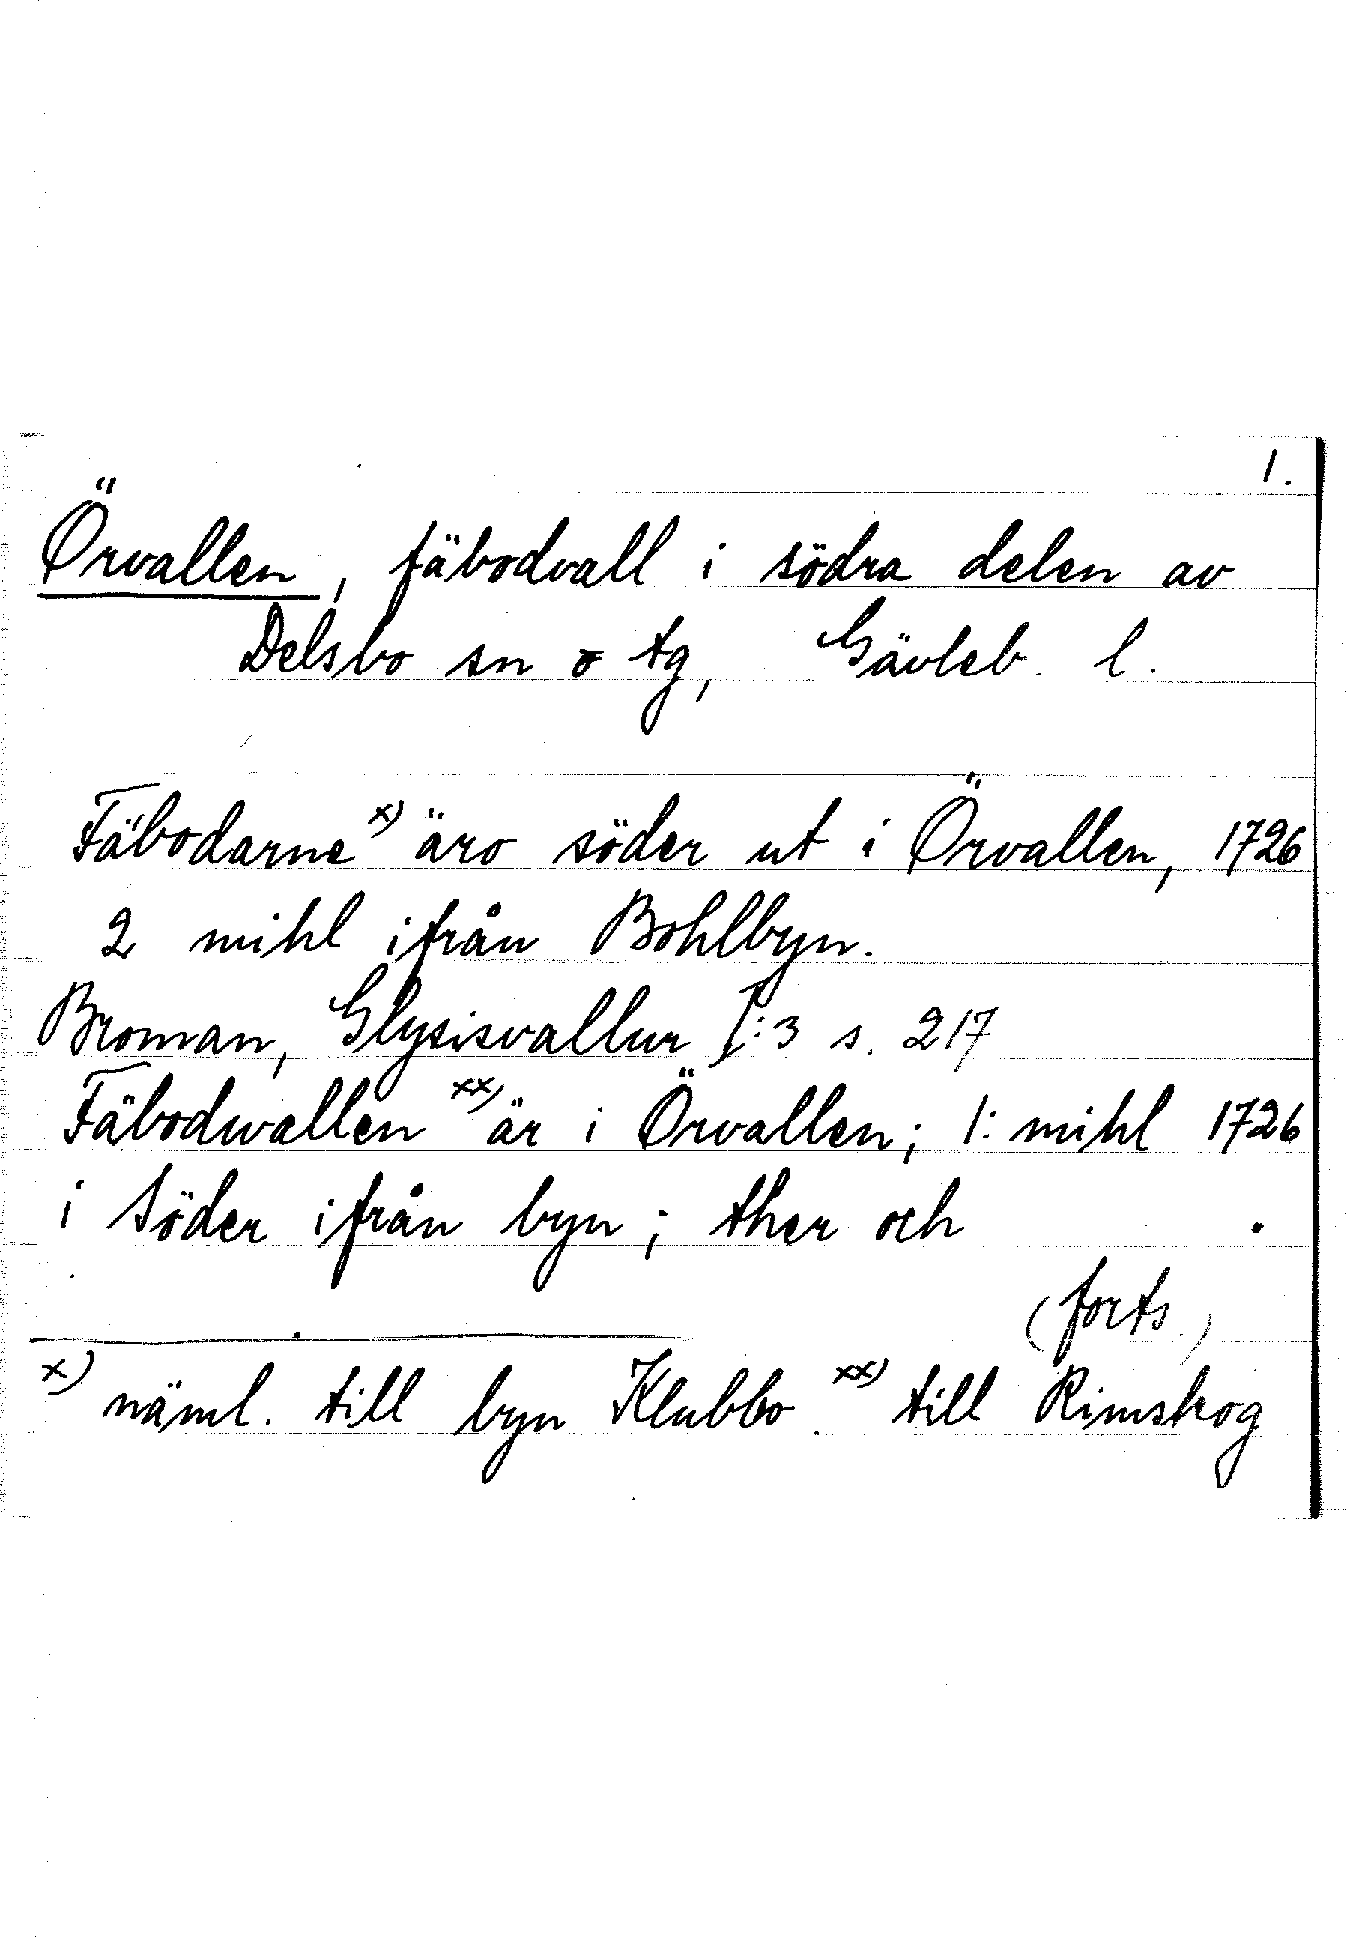 1.
Örvallen, fäbodvall i södra delen av
Delsbo sn o tg, Gävleb. l.
Fäbodarne x) äro söder ut i Örvallen, 1726
2 mihl ifrån Bohlbyn.
Broman, Glysisvallur I:3 s. 217
Fäbodwallen xx) är i Örvallen; 1: mihl 1726
i Söder ifrån byn; ther och
(forts.)
x) näml. till byn Klubbo. xx) till Rimskog